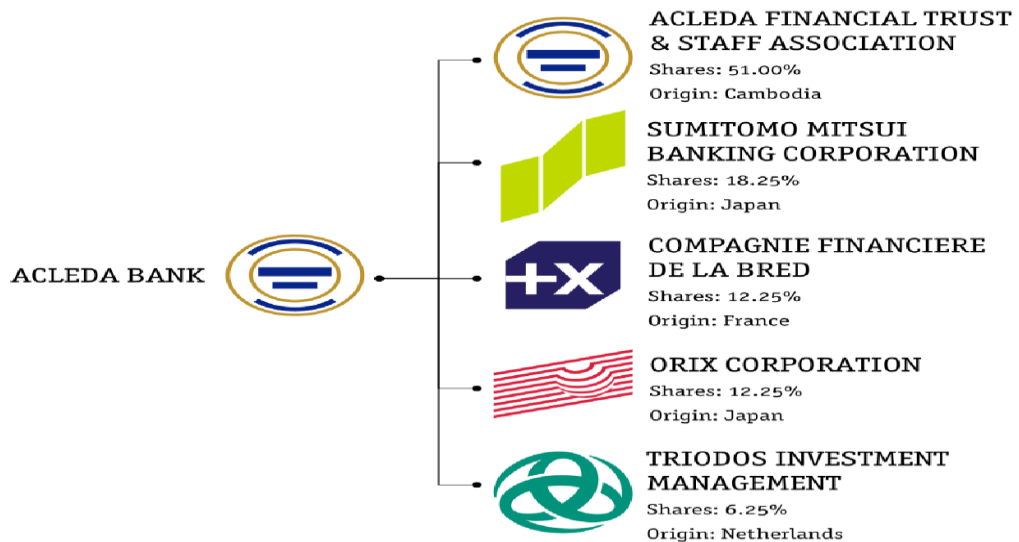 ACLEDA BANK
ACLEDA FINANCIAL TRUST
& STAFF ASSOCIATION
Shares: 51.00%
Origin: Cambodia
SUMITOMO MITSUI
BANKING CORPORATION
Shares: 18.25%
Origin: Japan
+X
COMPAGNIE FINANCIERE
DE LA BRED
Shares: 12.25%
Origin: France
ORIX CORPORATION
Shares: 12.25%
Origin: Japan
TRIODOS INVESTMENT
MANAGEMENT
Shares: 6.25%
Origin: Netherlands